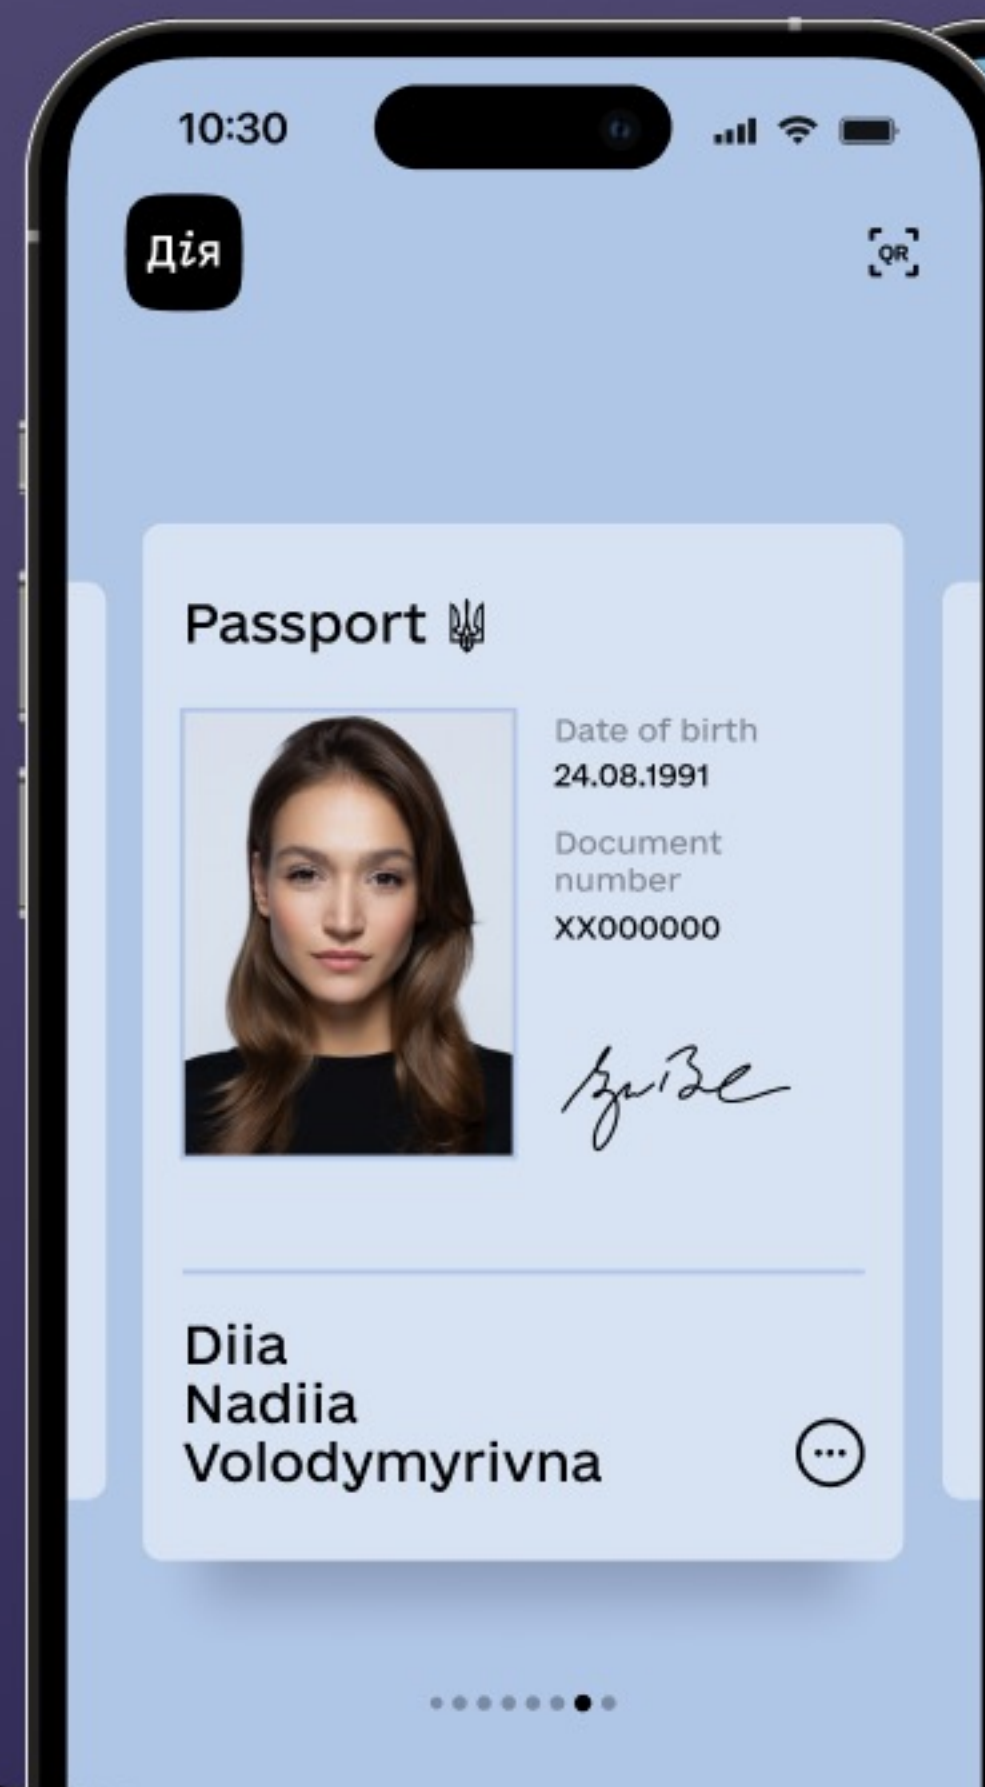 10:30
Дія
QR
Passport
Date of birth
24.08.1991
Document
number
XX000000
Diia
Nadiia
Volodymyrivna